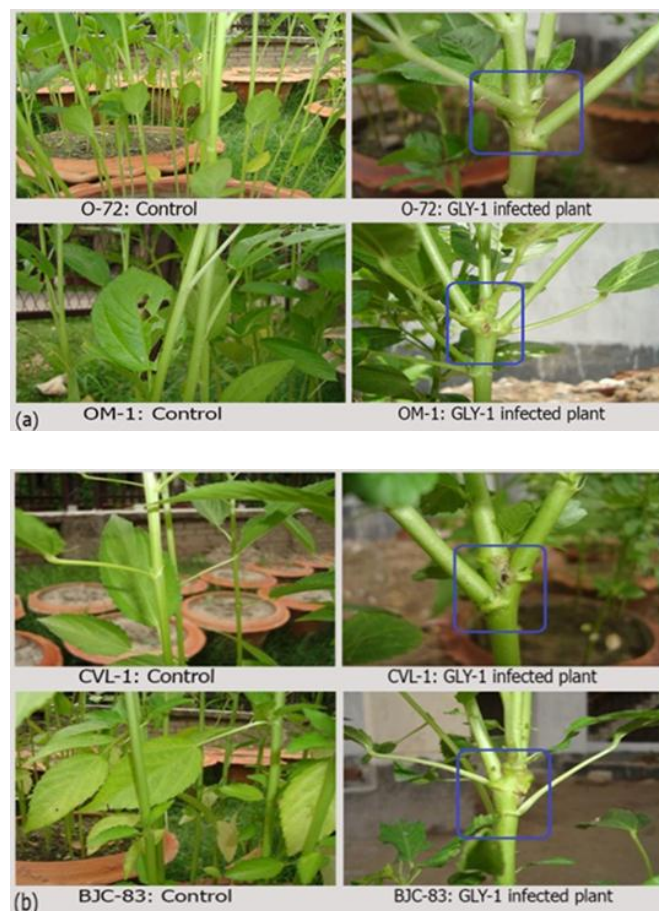 O-72: Control
O-72: GLY-1 infected plant
OM-1: Control
OM-1: GLY-1 infected plant
(a)
CVL-1: Control
CVL-1: GLY-1 infected plant
BJC-83: Control
BJC-83: GLY-1 infected plant
(b)